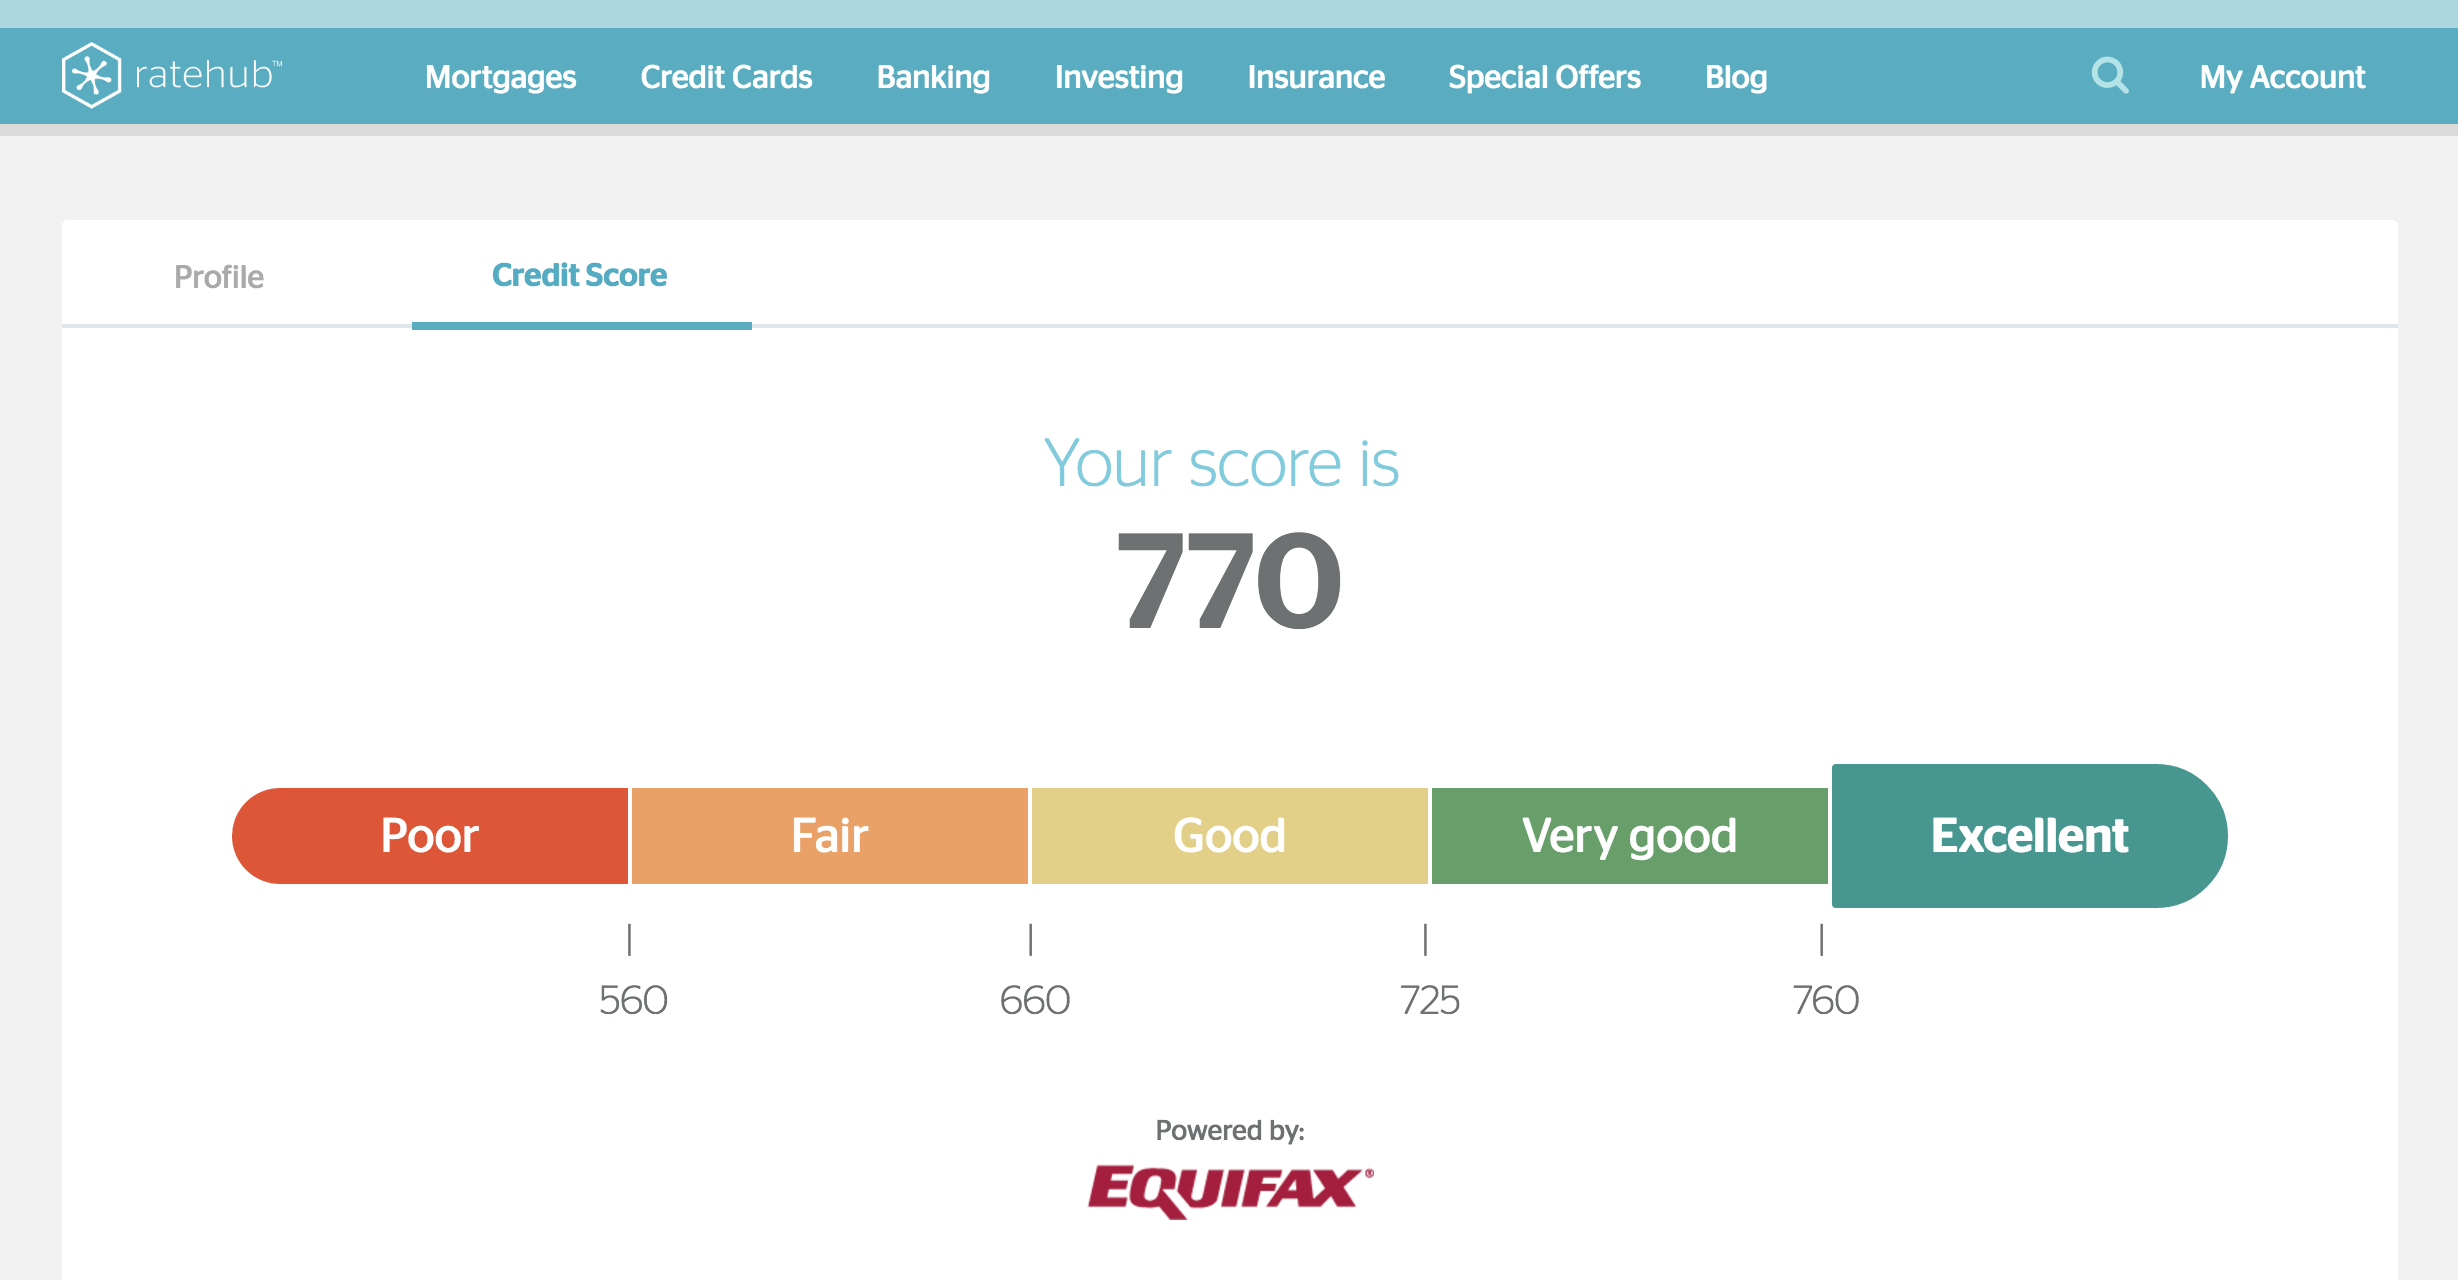 ratehub™ Mortgages Credit Cards Banking Investing Insurance Special Offers Blog My Account
Profile Credit Score
Your score is
770
Poor Fair Good Very good Excellent
560 660 725 760
Powered by:
EQUIFAX®